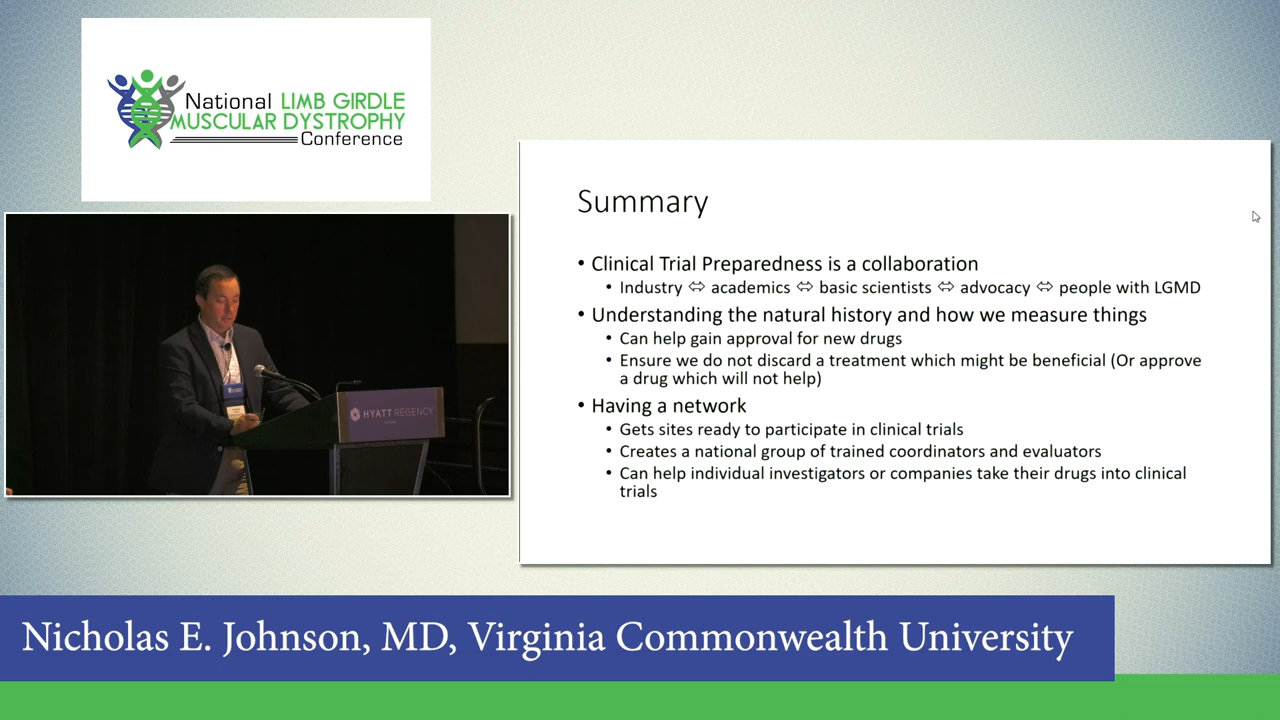 National LIMB GIRDLE
MUSCULAR DYSTROPHY
Conference
Summary
• Clinical Trial Preparedness is a collaboration
• Industry ⇔ academics ⇔ basic scientists ⇔ advocacy ⇔ people with LGMD
• Understanding the natural history and how we measure things
• Can help gain approval for new drugs
• Ensure we do not discard a treatment which might be beneficial (Or approve
a drug which will not help)
• Having a network
• Gets sites ready to participate in clinical trials
• Creates a national group of trained coordinators and evaluators
• Can help individual investigators or companies take their drugs into clinical
trials
HYATT REGENCY
Nicholas E. Johnson, MD, Virginia Commonwealth University